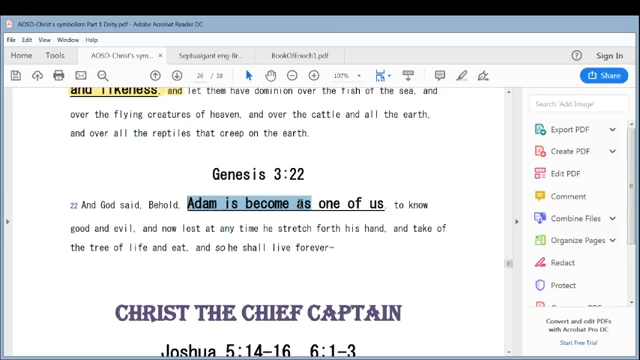 AOSD-Christ's symbolism Part 1 Deity.pdf - Adobe Acrobat Reader DC
File Edit View Window Help
Home Tools AOSD-Christ's sym... × Septuaigant eng-Br... BookOfEnoch1.pdf Sign In
26 / 38 107% Share
and likeness, and let them have dominion over the fish of the sea, and
over the flying creatures of heaven, and over the cattle and all the earth,
and over all the reptiles that creep on the earth.
Genesis 3:22
22 And God said, Behold, Adam is become as one of us, to know
good and evil, and now lest at any time he stretch forth his hand, and take of
the tree of life and eat, and so he shall live forever—
CHRIST THE CHIEF CAPTAIN
Joshua 5:14-16 6:1-3
Search 'Add Image'
Export PDF
Create PDF
Edit PDF
Comment
Combine Files
Organize Pages
Redact
Protect
Convert and edit PDFs
with Acrobat Pro DC
Start Free Trial